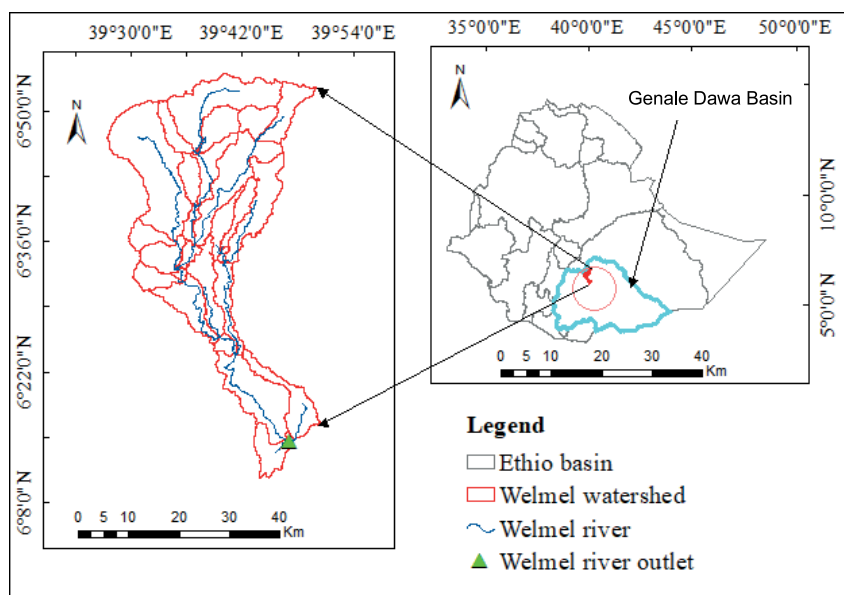 39°30'0"E 39°42'0"E 39°54'0"E
6°50'0"N
6°36'0"N
6°22'0"N
6°8'0"N
N
0 5 10 20 30 40
Km
35°0'0"E 40°0'0"E 45°0'0"E 50°0'0"E
N
Genale Dawa Basin
10°0'0"N
5°0'0"N
0 5 10 20 30 40
Km
Legend
Ethio basin
Welmel watershed
Welmel river
Welmel river outlet